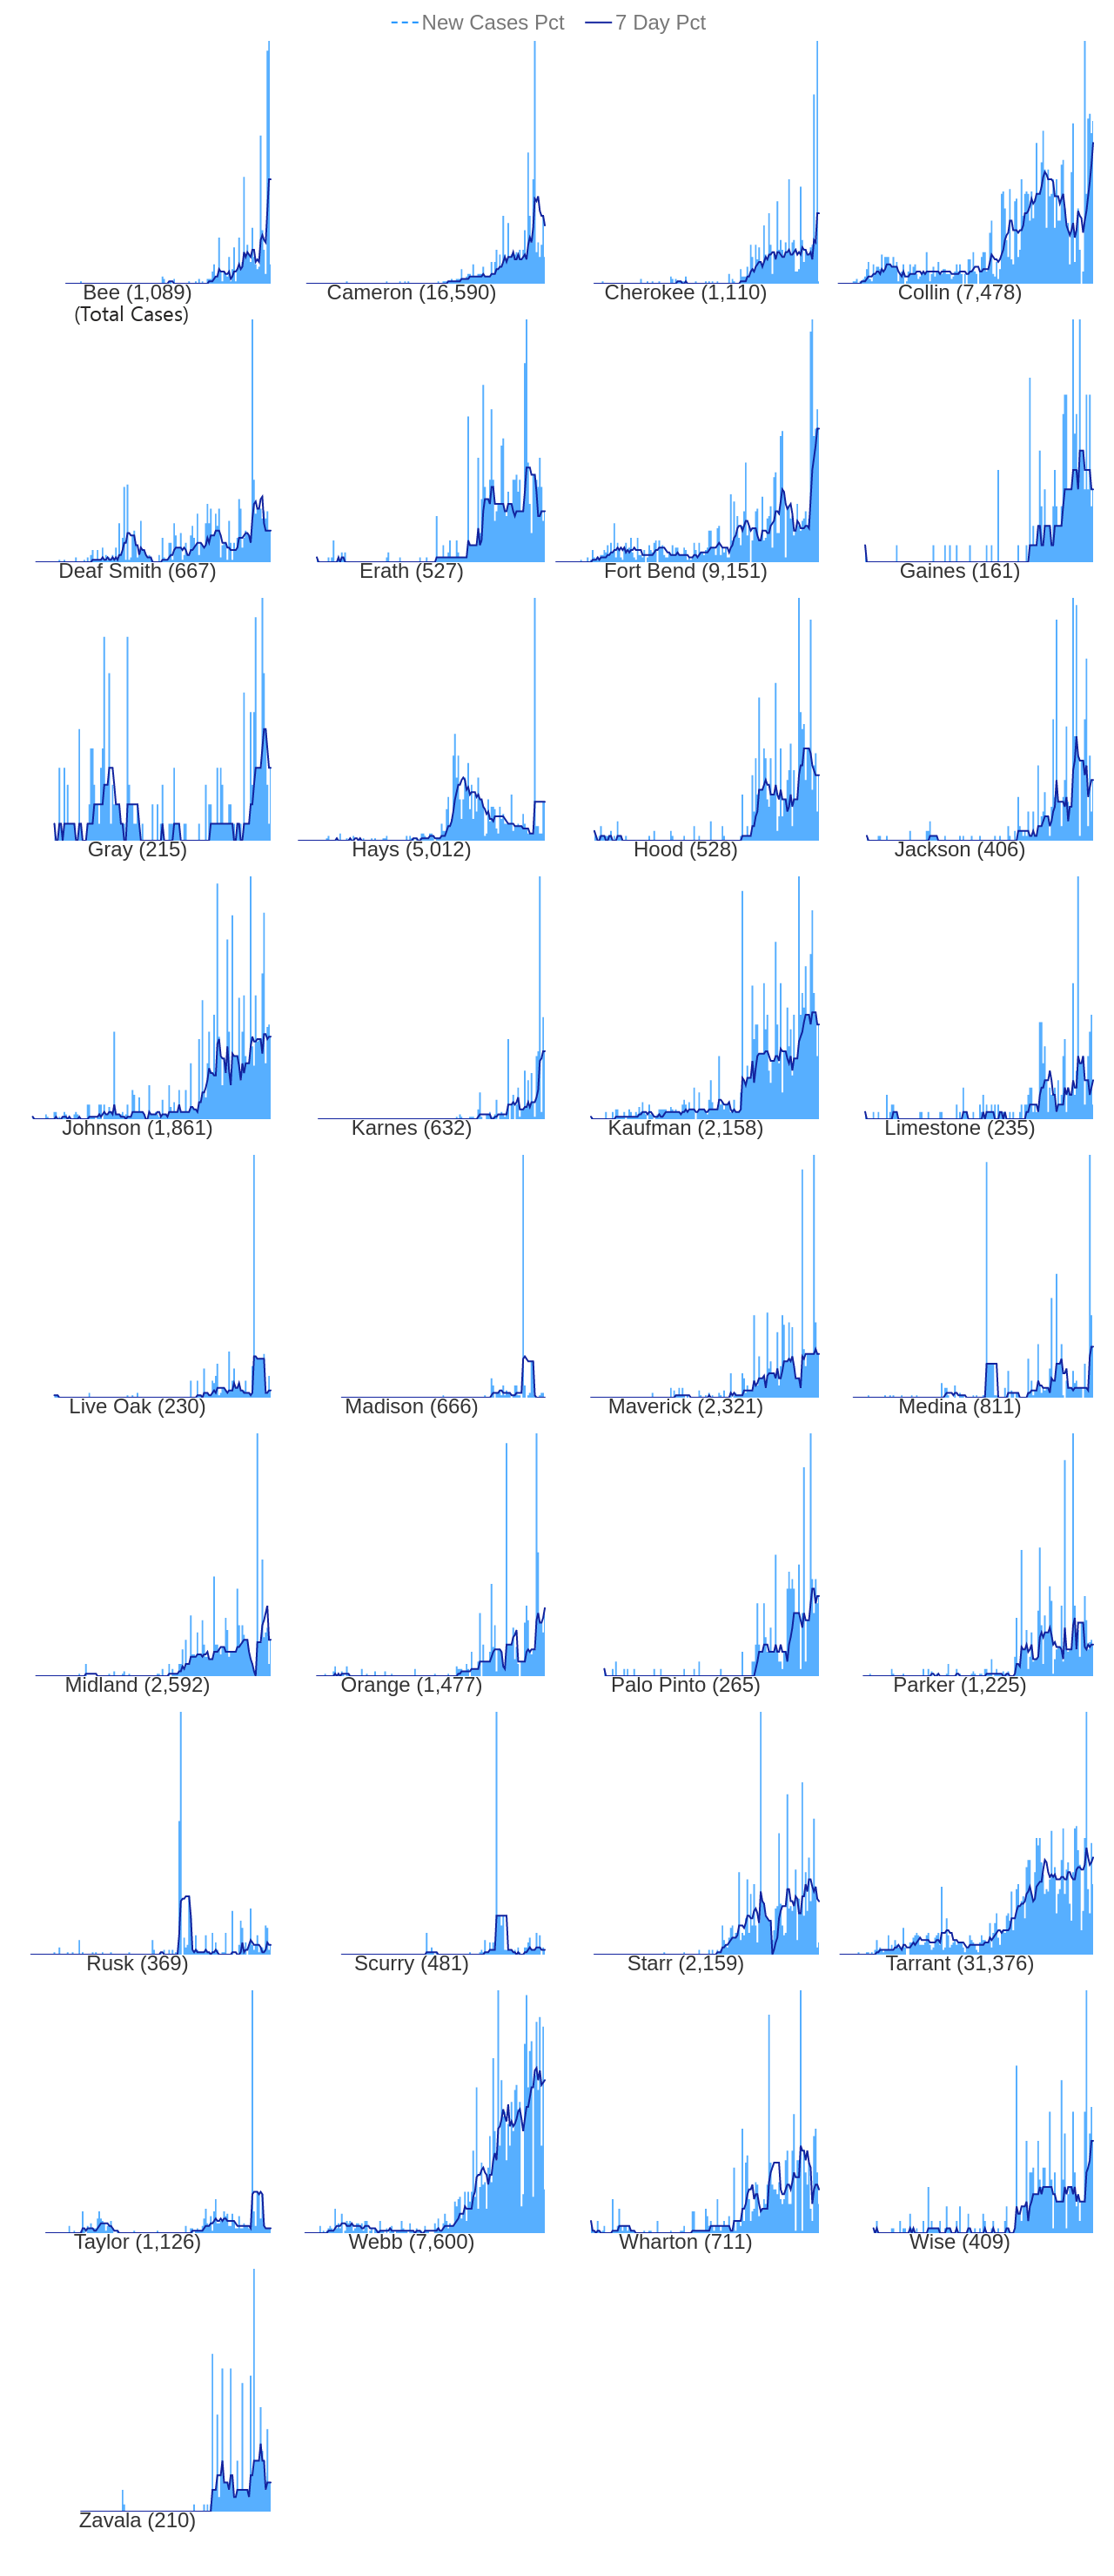 New Cases Pct 7 Day Pct
Bee (1,089) Cameron (16,590) Cherokee (1,110) Collin (7,478)
(Total Cases)
Deaf Smith (667) Erath (527) Fort Bend (9,151) Gaines (161)
Gray (215) Hays (5,012) Hood (528) Jackson (406)
Johnson (1,861) Karnes (632) Kaufman (2,158) Limestone (235)
Live Oak (230) Madison (666) Maverick (2,321) Medina (811)
Midland (2,592) Orange (1,477) Palo Pinto (265) Parker (1,225)
Rusk (369) Scurry (481) Starr (2,159) Tarrant (31,376)
Taylor (1,126) Webb (7,600) Wharton (711) Wise (409)
Zavala (210)